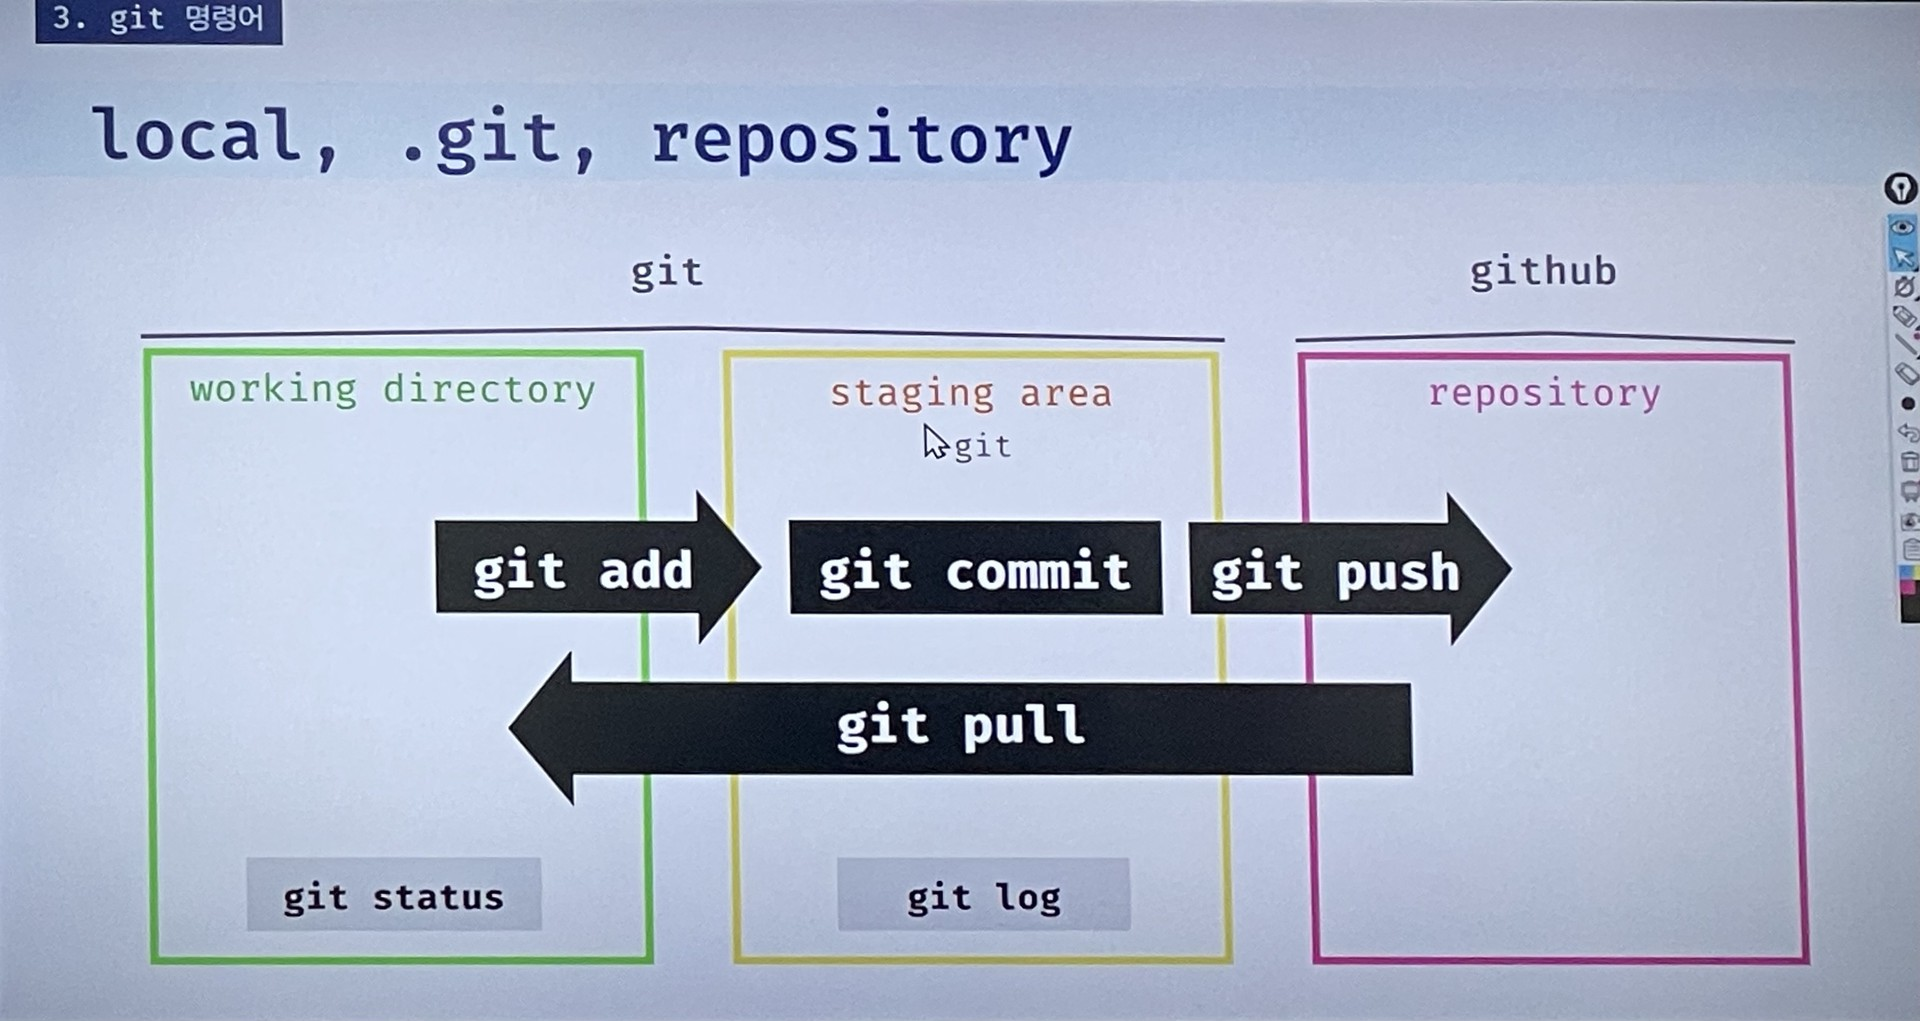 3. git 명령어
local, .git, repository
git
github
working directory
staging area
git
repository
git add
git commit
git push
git pull
git status
git log